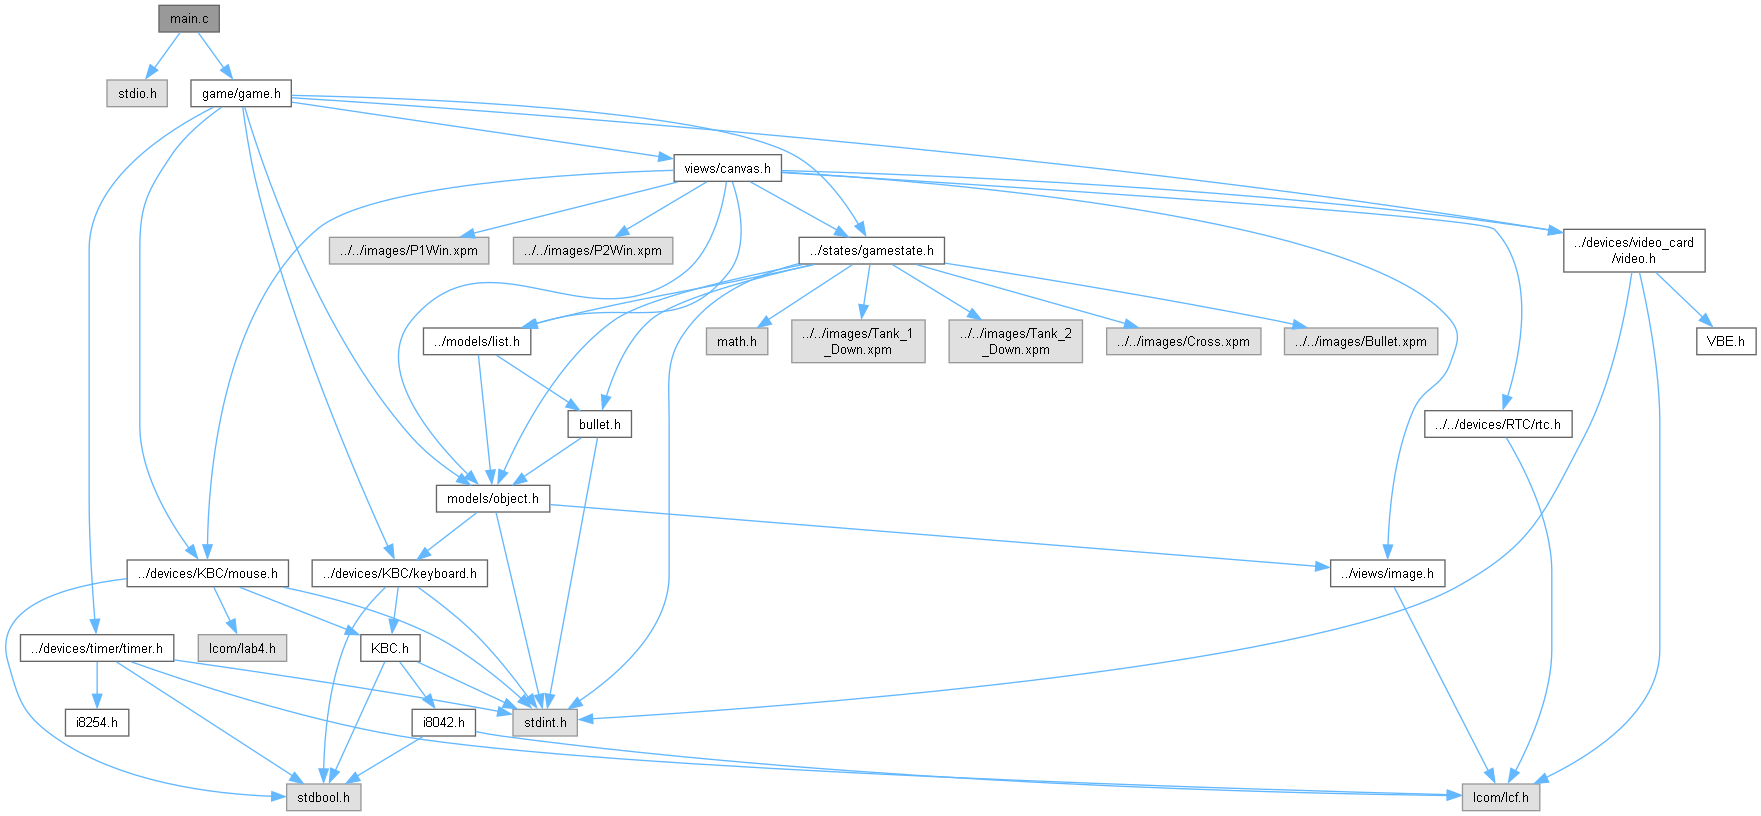 main.c
stdio.h
game/game.h
views/canvas.h
../../images/P1Win.xpm
../../images/P2Win.xpm
../states/gamestate.h
../devices/video_card
/video.h
../models/list.h
math.h
../../images/Tank_1
_Down.xpm
../../images/Tank_2
_Down.xpm
../../images/Cross.xpm
../../images/Bullet.xpm
VBE.h
bullet.h
../../devices/RTC/rtc.h
models/object.h
../devices/KBC/mouse.h
../devices/KBC/keyboard.h
../views/image.h
../devices/timer/timer.h
lcom/lab4.h
KBC.h
i8254.h
i8042.h
stdint.h
stdbool.h
lcom/lcf.h